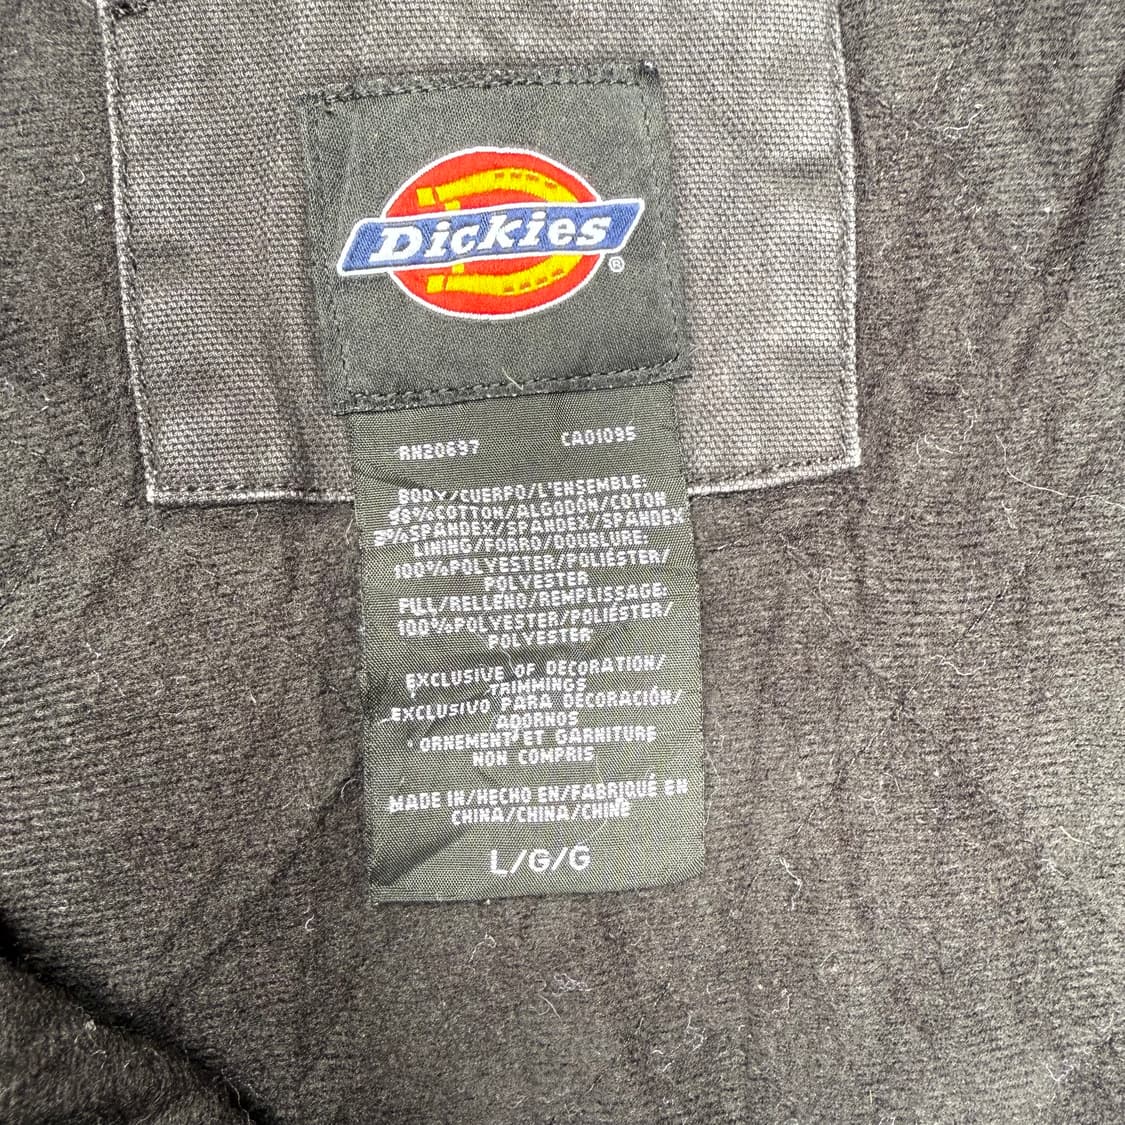 Dickies®
RN20697 CA01095
BODY/CUERPO/L'ENSEMBLE:
98%COTTON/ALGODÓN/COTON
2%SPANDEX/SPANDEX/SPANDEX
LINING/FORRO/DOUBLURE:
100%POLYESTER/POLIÉSTER/
POLYESTER
FILL/RELLENO/REMPLISSAGE:
100%POLYESTER/POLIÉSTER/
POLYESTER
EXCLUSIVE OF DECORATION/
TRIMMINGS
EXCLUSIVO PARA DECORACIÓN/
ADORNOS
ORNEMENT ET GARNITURE
NON COMPRIS
MADE IN/HECHO EN/FABRIQUÉ EN
CHINA/CHINA/CHINE
L/G/G